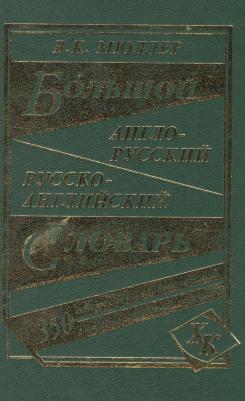 В.К. МЮЛЛЕР
БОЛЬШОЙ
АНГЛО-
РУССКИЙ
РУССКО-
АНГЛИЙСКИЙ
СЛОВАРЬ
350